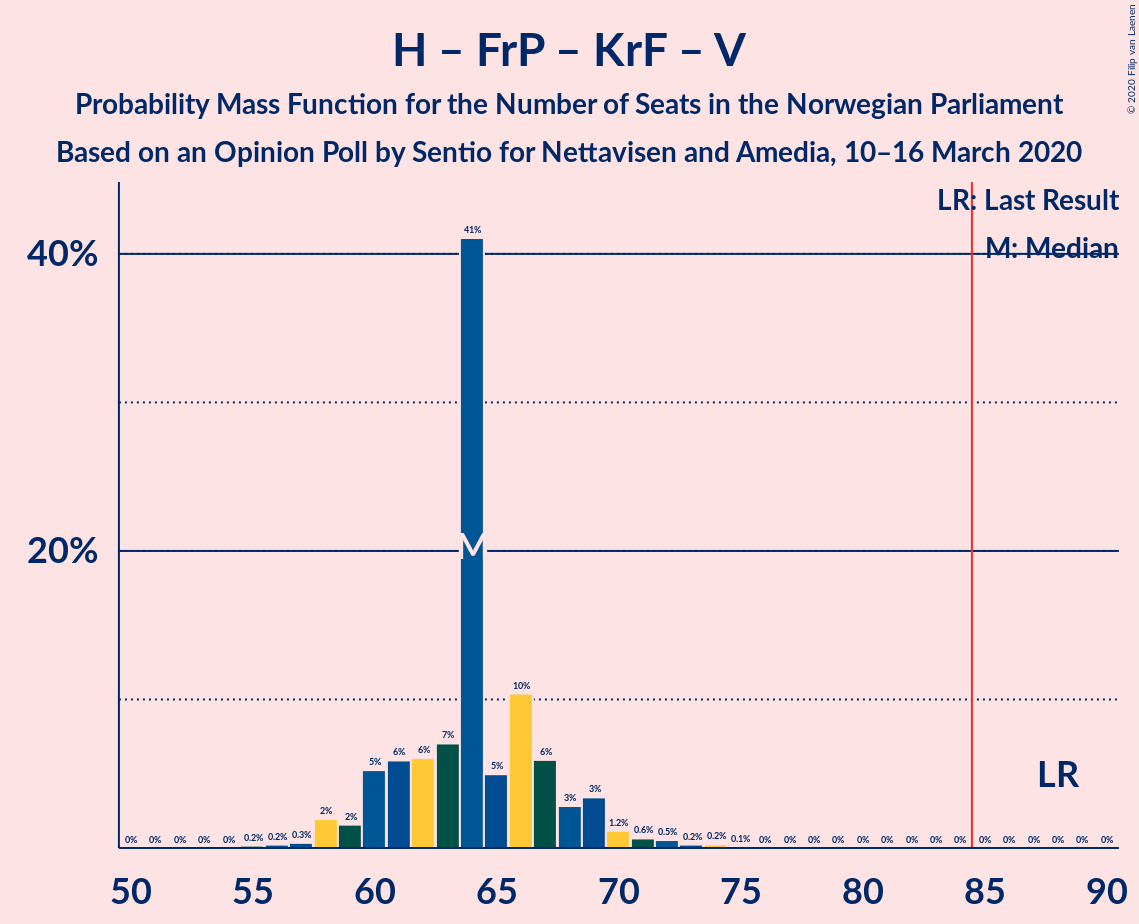 H – FrP – KrF – V
Probability Mass Function for the Number of Seats in the Norwegian Parliament
Based on an Opinion Poll by Sentio for Nettavisen and Amedia, 10–16 March 2020
© 2020 Filip van Laenen
LR: Last Result
M: Median
40%
20%
0% 0% 0% 0% 0% 0.2% 0.2% 0.3% 2% 2% 5% 6% 6% 7% 41% 5% 10% 6% 3% 3% 1.2% 0.6% 0.5% 0.2% 0.2% 0.1% 0% 0% 0% 0% 0% 0% 0% 0% 0% 0% 0% 0% 0% 0% 0%
M
LR
50 55 60 65 70 75 80 85 90